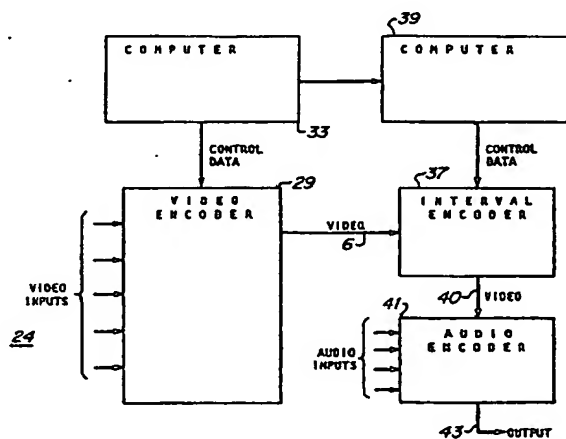 39
COMPUTER
COMPUTER
33
CONTROL
DATA
CONTROL
DATA
29
37
VIDEO
ENCODER
INTERVAL
ENCODER
VIDEO
6
VIDEO
INPUTS
24
40
VIDEO
41
AUDIO
ENCODER
AUDIO
INPUTS
43
OUTPUT